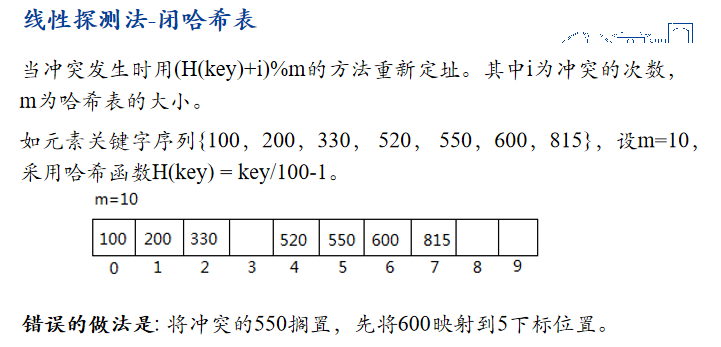 线性探测法-闭哈希表
当冲突发生时用(H(key)+i)%m的方法重新定址。其中i为冲突的次数，
m为哈希表的大小。
如元素关键字序列{100，200，330， 520， 550，600，815}，设m=10，
采用哈希函数H(key) = key/100-1。
m=10
100 200 330 520 550 600 815
0 1 2 3 4 5 6 7 8 9
错误的做法是: 将冲突的550搁置，先将600映射到5下标位置。